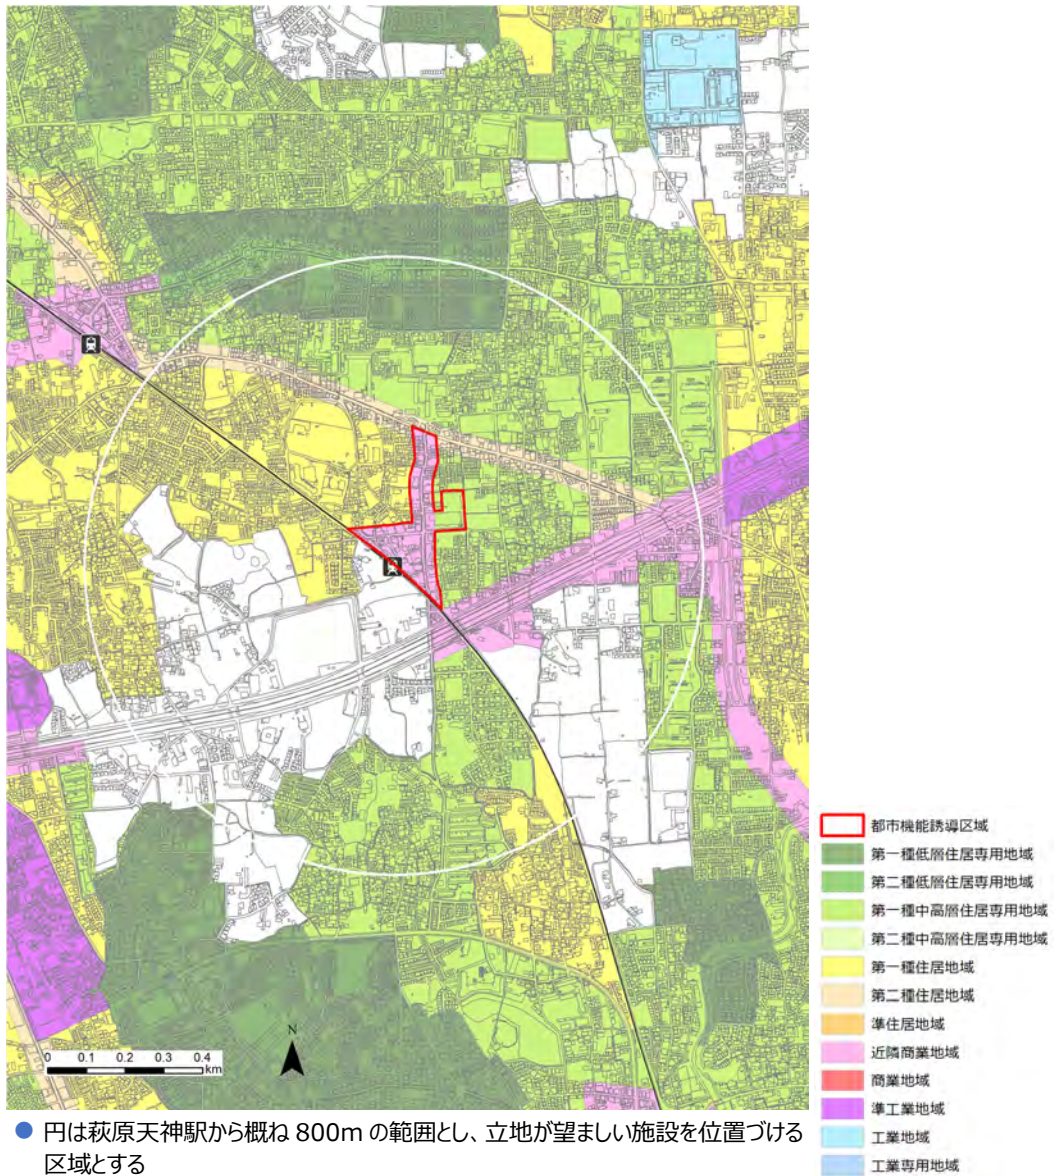 N
0 0.1 0.2 0.3 0.4
km
都市機能誘導区域
第一種低層住居専用地域
第二種低層住居専用地域
第一種中高層住居専用地域
第二種中高層住居専用地域
第一種住居地域
第二種住居地域
準住居地域
近隣商業地域
商業地域
準工業地域
工業地域
工業専用地域
● 円は萩原天神駅から概ね 800m の範囲とし、立地が望ましい施設を位置づける
区域とする